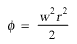 ϕ = w²r²/2